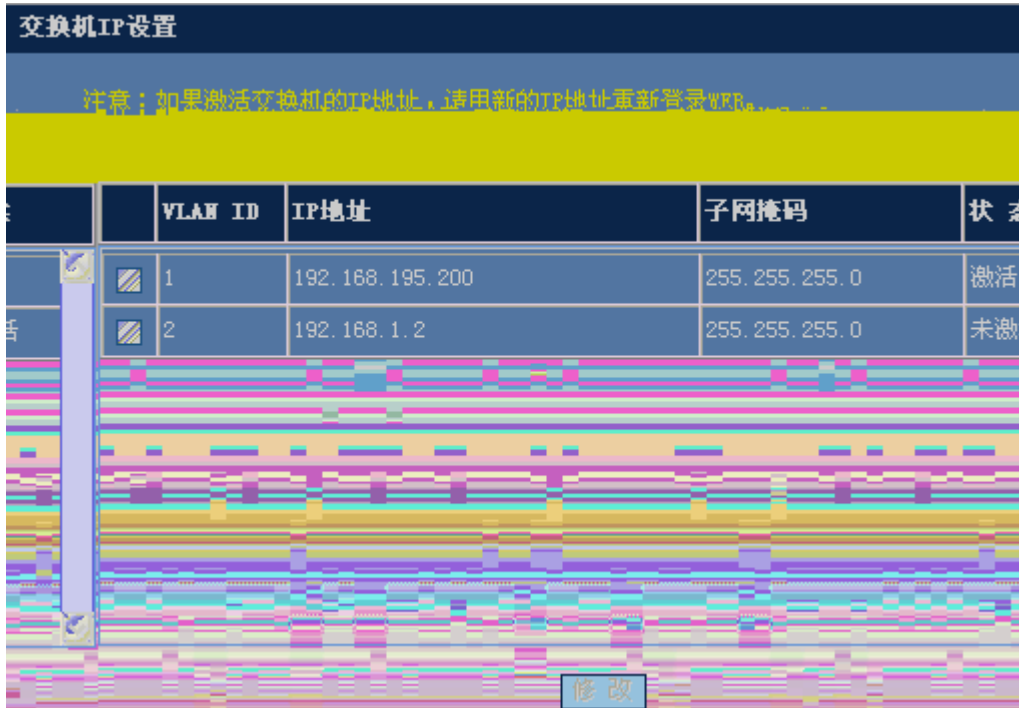 交换机IP设置
注意：如果激活交换机的IP地址，请用新的IP地址重新登录WEB。
VLAN ID IP地址 子网掩码 状
1 192.168.195.200 255.255.255.0 激活
2 192.168.1.2 255.255.255.0 未激
修 改